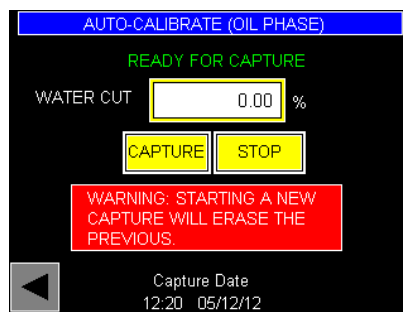 AUTO-CALIBRATE (OIL PHASE)
READY FOR CAPTURE
WATER CUT 0.00 %
CAPTURE STOP
WARNING: STARTING A NEW
CAPTURE WILL ERASE THE
PREVIOUS.
Capture Date
12:20 05/12/12